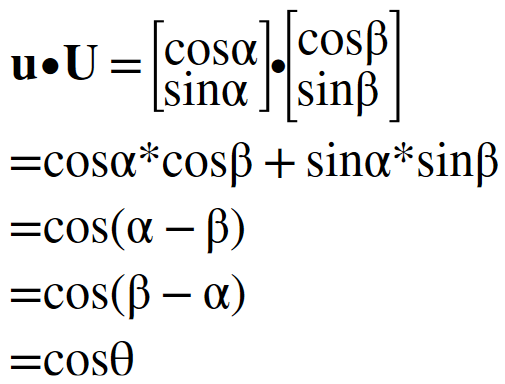 u•U = [cosα sinα]•[cosβ sinβ]
=cosα*cosβ + sinα*sinβ
=cos(α − β)
=cos(β − α)
=cosθ